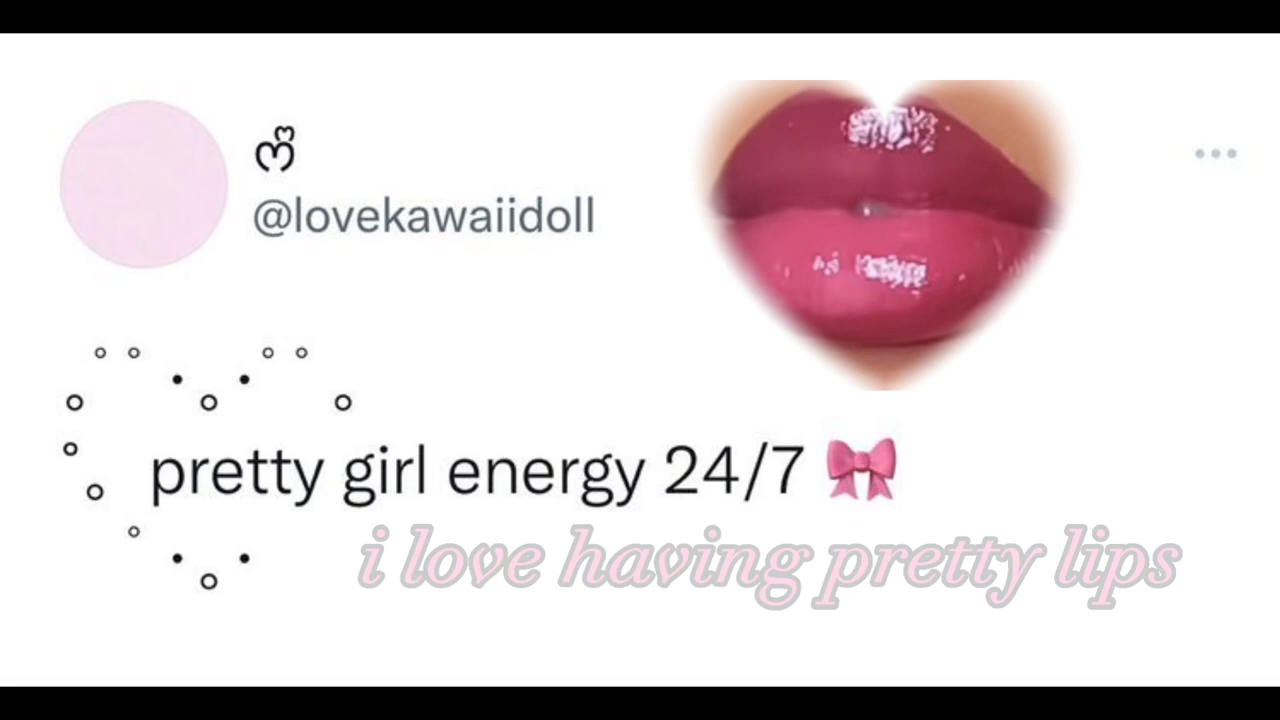 ෆ
@lovekawaiidoll
pretty girl energy 24/7 🎀
i love having pretty lips